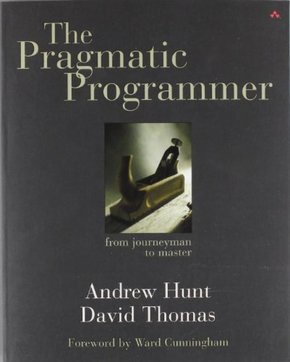 The
Pragmatic
Programmer
from journeyman
to master
Andrew Hunt
David Thomas
Foreword by Ward Cunningham